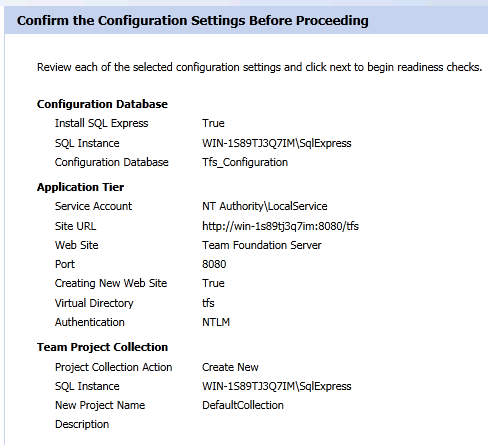 Confirm the Configuration Settings Before Proceeding
Review each of the selected configuration settings and click next to begin readiness checks.
Configuration Database
Install SQL Express True
SQL Instance WIN-1S89TJ3Q7IM\SqlExpress
Configuration Database Tfs_Configuration
Application Tier
Service Account NT Authority\LocalService
Site URL http://win-1s89tj3q7im:8080/tfs
Web Site Team Foundation Server
Port 8080
Creating New Web Site True
Virtual Directory tfs
Authentication NTLM
Team Project Collection
Project Collection Action Create New
SQL Instance WIN-1S89TJ3Q7IM\SqlExpress
New Project Name DefaultCollection
Description